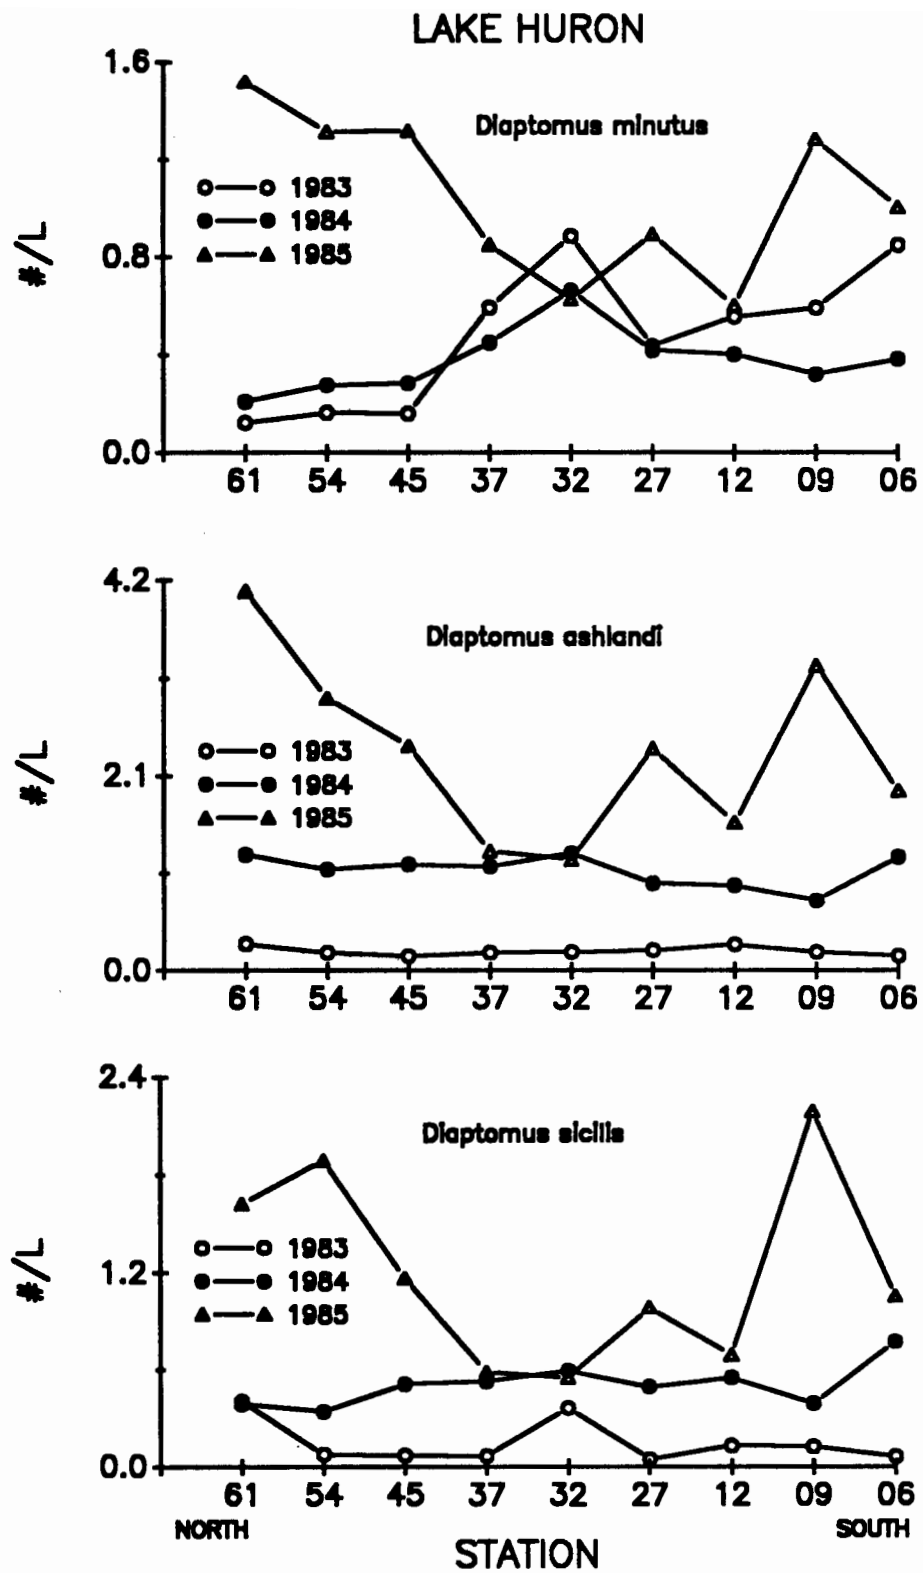 LAKE HURON
1.6
Diaptomus minutus
1983
1984
1985
0.8
#/L
0.0
61 54 45 37 32 27 12 09 06
4.2
Diaptomus ashlandi
1983
1984
1985
2.1
#/L
0.0
61 54 45 37 32 27 12 09 06
2.4
Diaptomus sicilis
1983
1984
1985
1.2
#/L
0.0
61 54 45 37 32 27 12 09 06
NORTH SOUTH
STATION